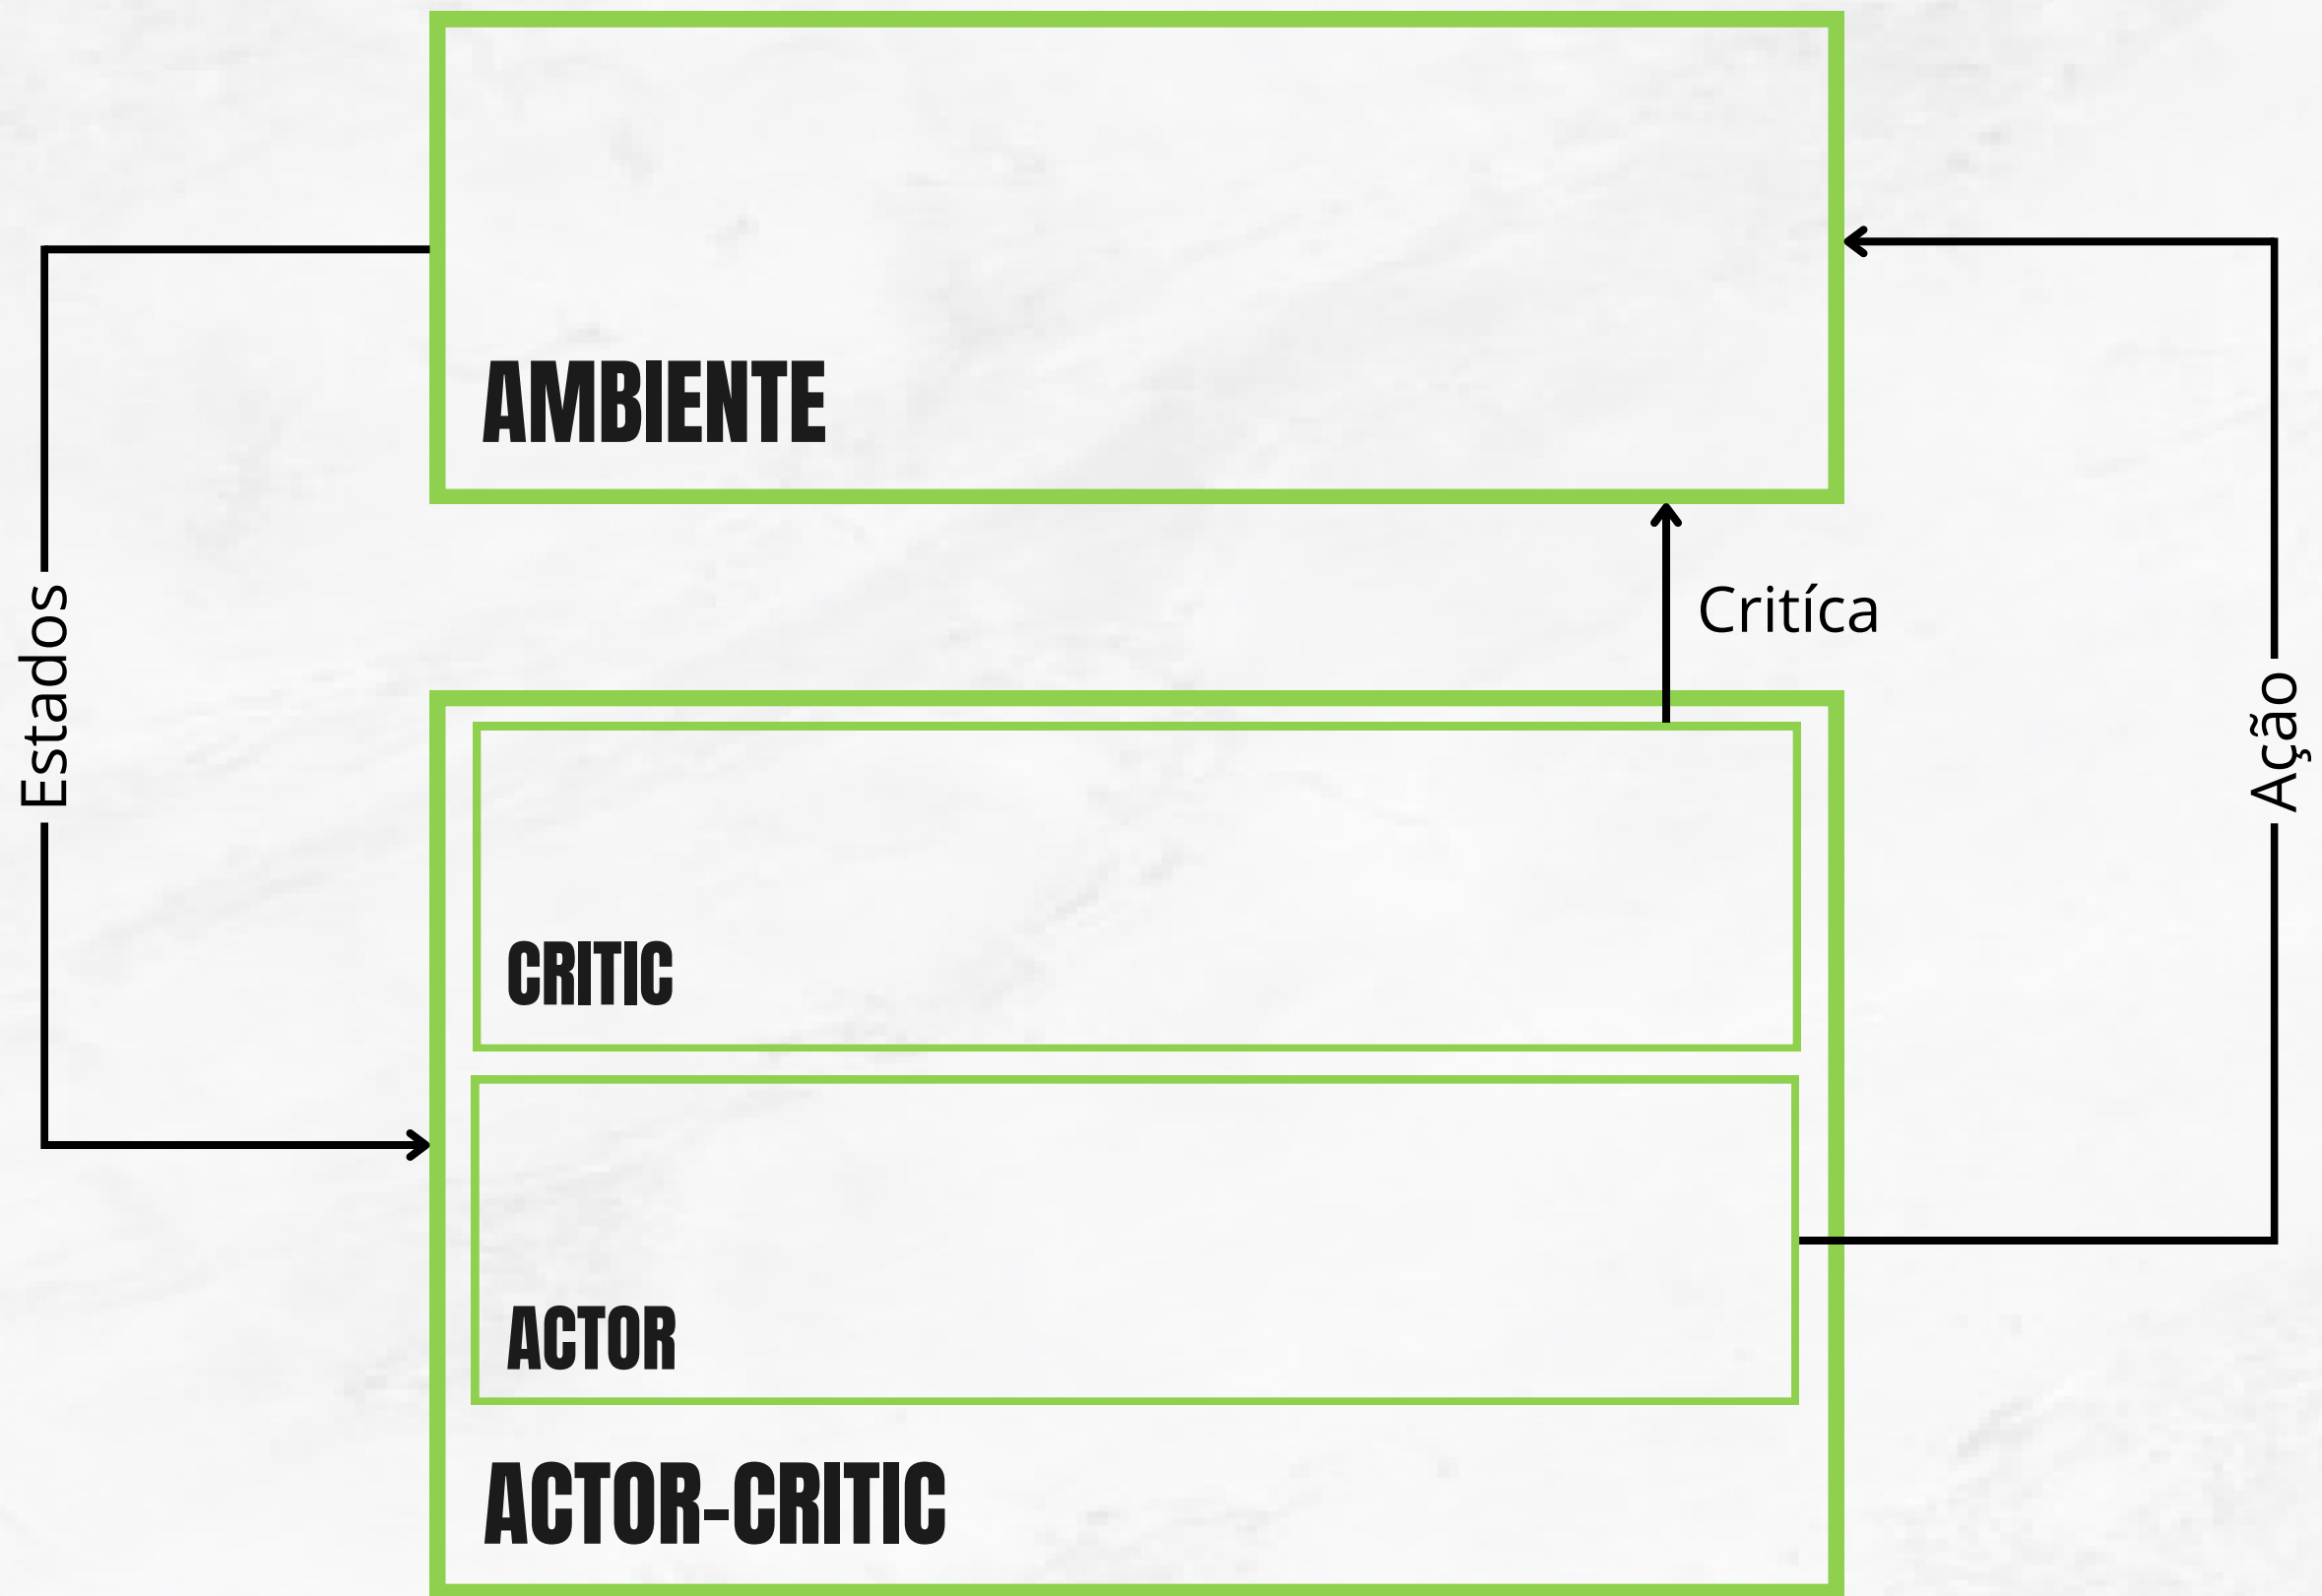 AMBIENTE
Estados
Critíca
Ação
CRITIC
ACTOR
ACTOR-CRITIC